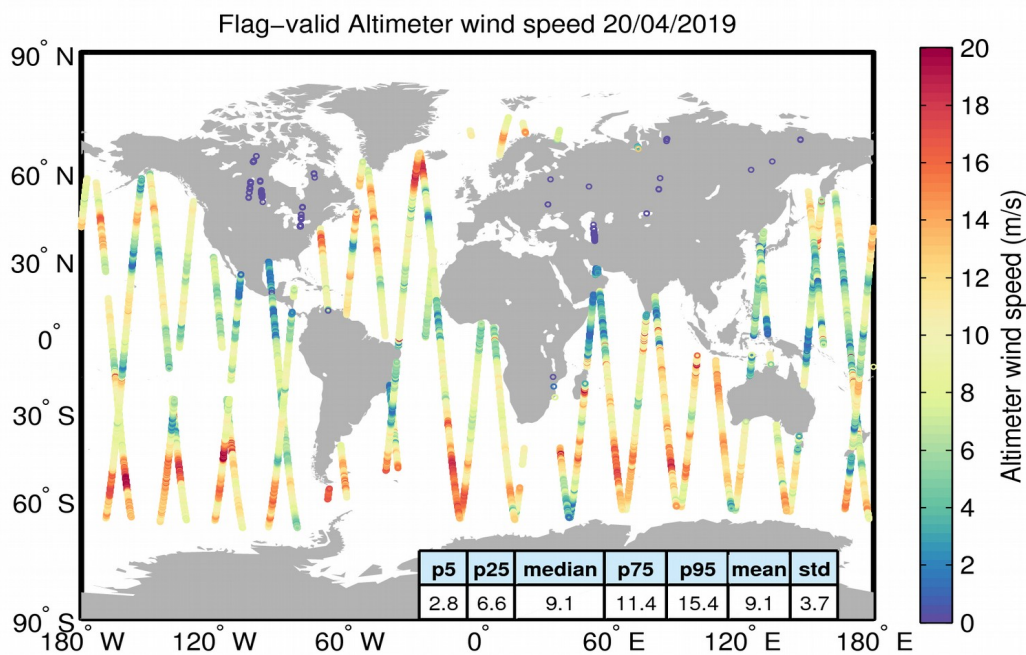 Flag-valid Altimeter wind speed 20/04/2019
90° N
60° N
30° N
0°
30° S
60° S
90° S
180° W
120° W
60° W
0°
60° E
120° E
180° E
p5 p25 median p75 p95 mean std
2.8 6.6 9.1 11.4 15.4 9.1 3.7
20
18
16
14
12
10
8
6
4
2
0
Altimeter wind speed (m/s)